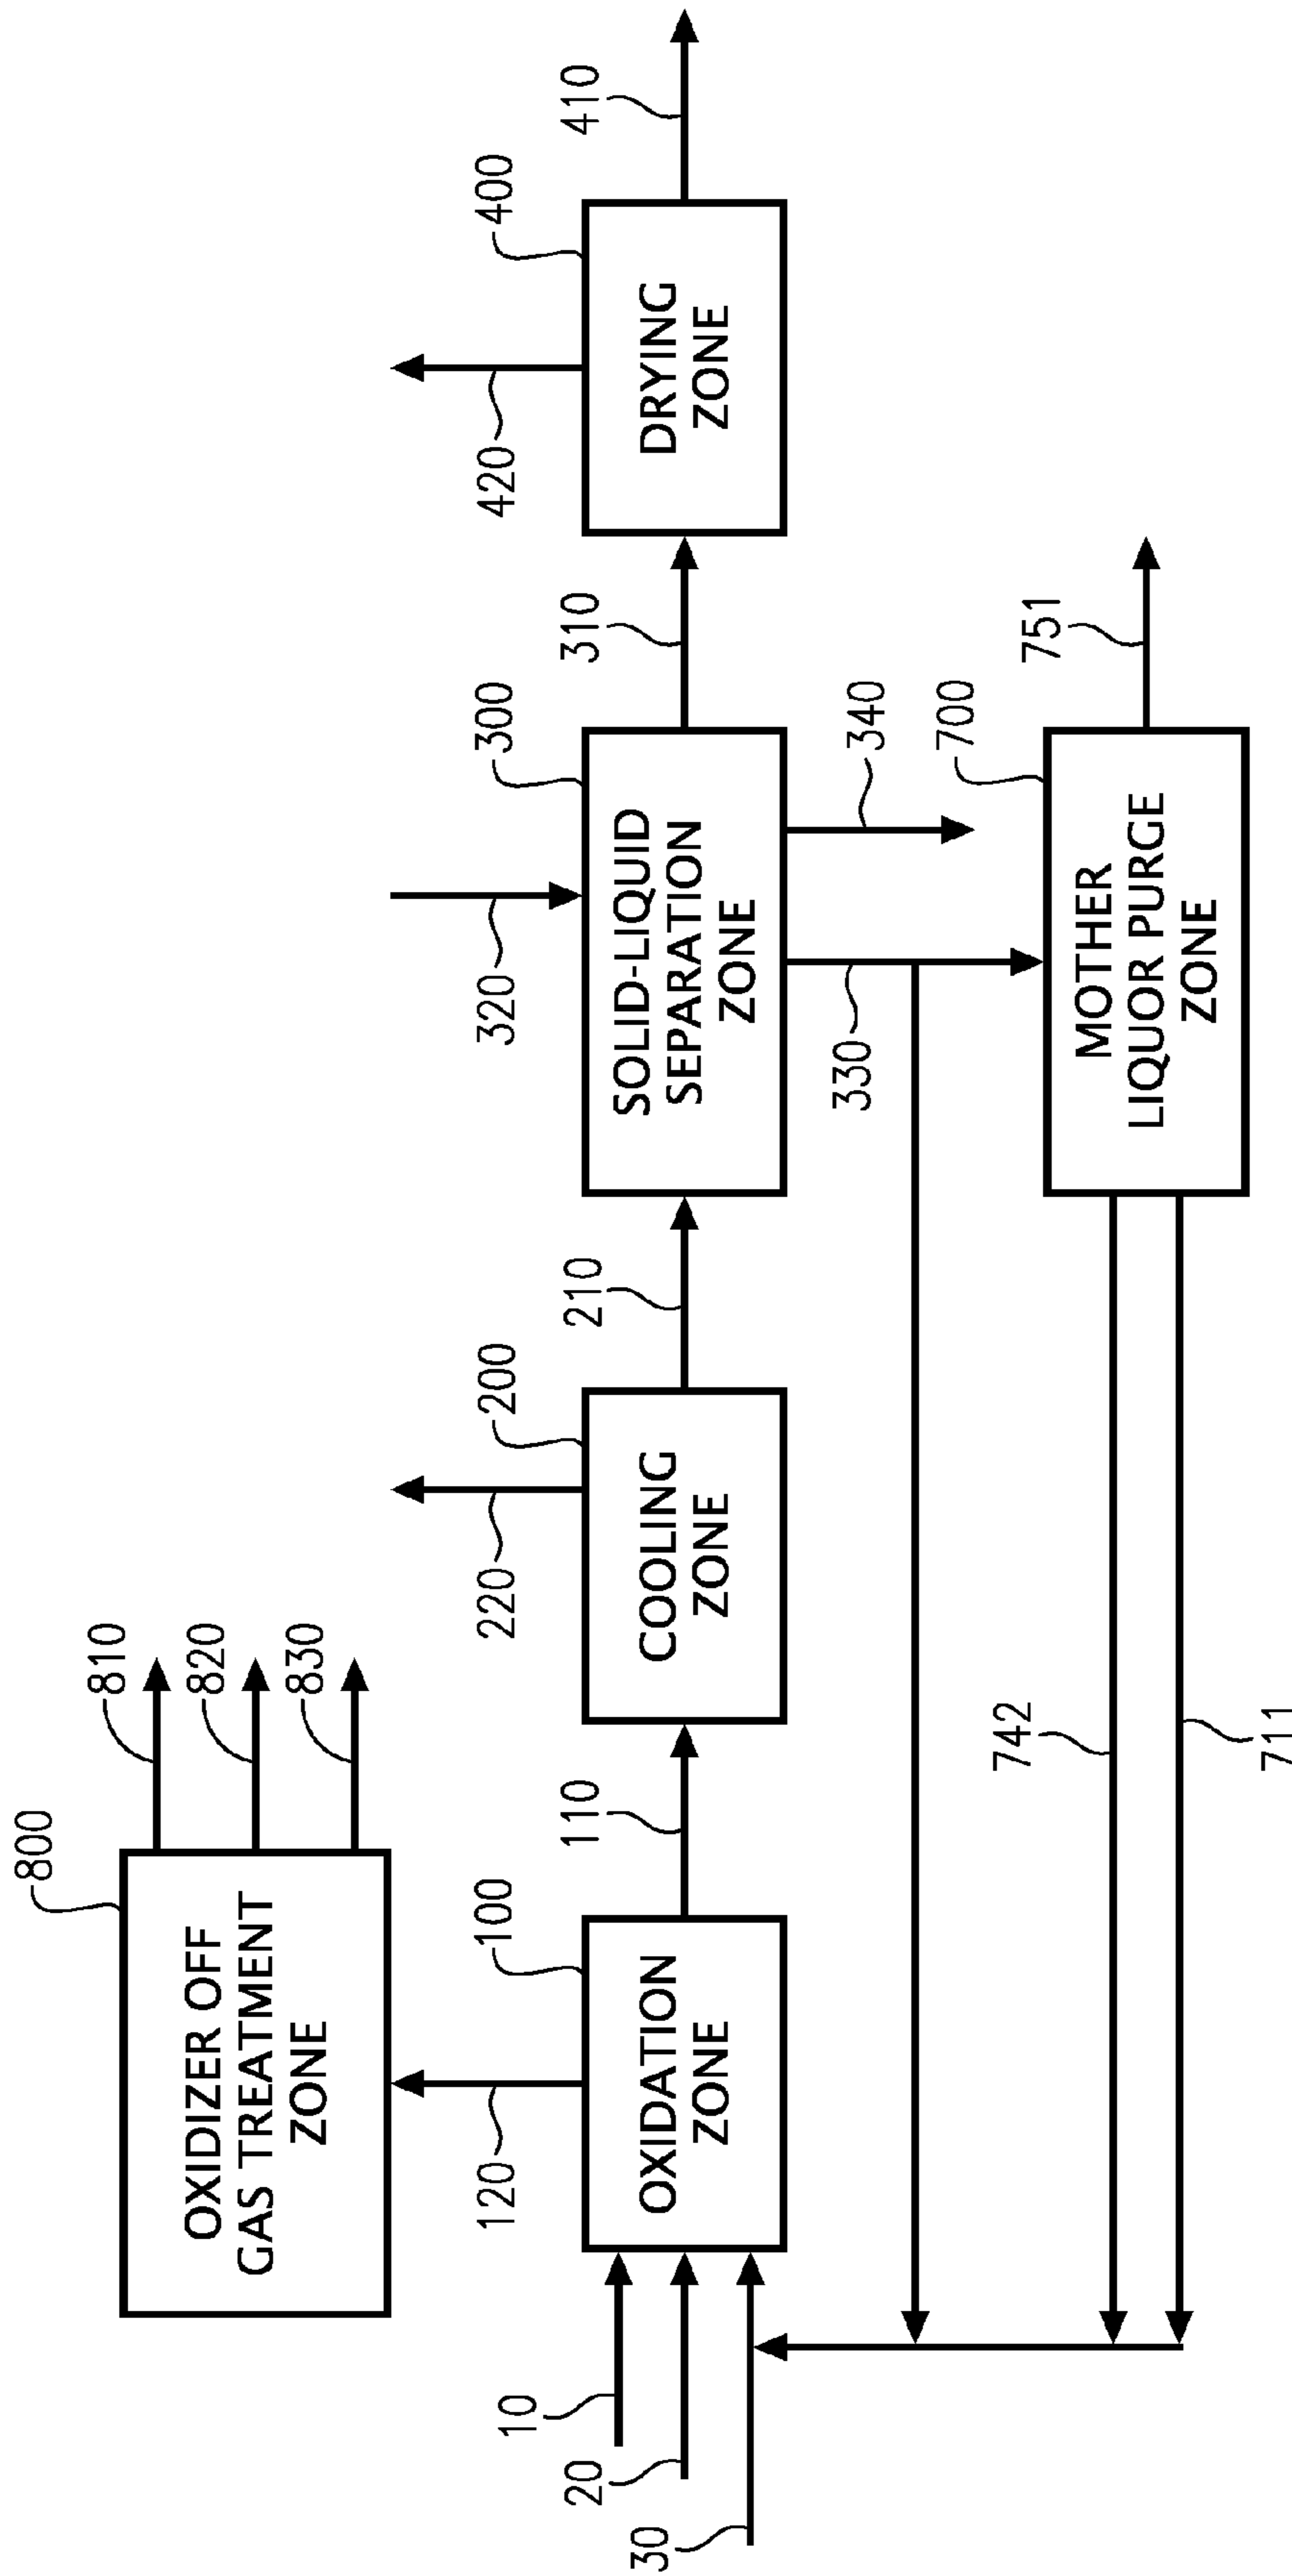 800
OXIDIZER OFF
GAS TREATMENT
ZONE
810
820
830
120
100
OXIDATION
ZONE
10
20
30
110
220
200
COOLING
ZONE
210
320
300
SOLID-LIQUID
SEPARATION
ZONE
310
420
400
DRYING
ZONE
410
330
340
700
MOTHER
LIQUOR PURGE
ZONE
751
742
711